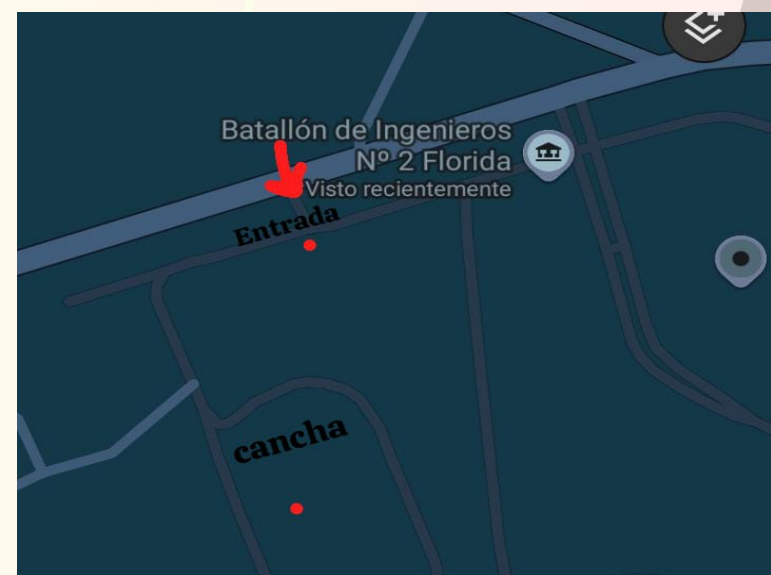 Batallón de Ingenieros
Nº 2 Florida
Visto recientemente
Entrada
cancha